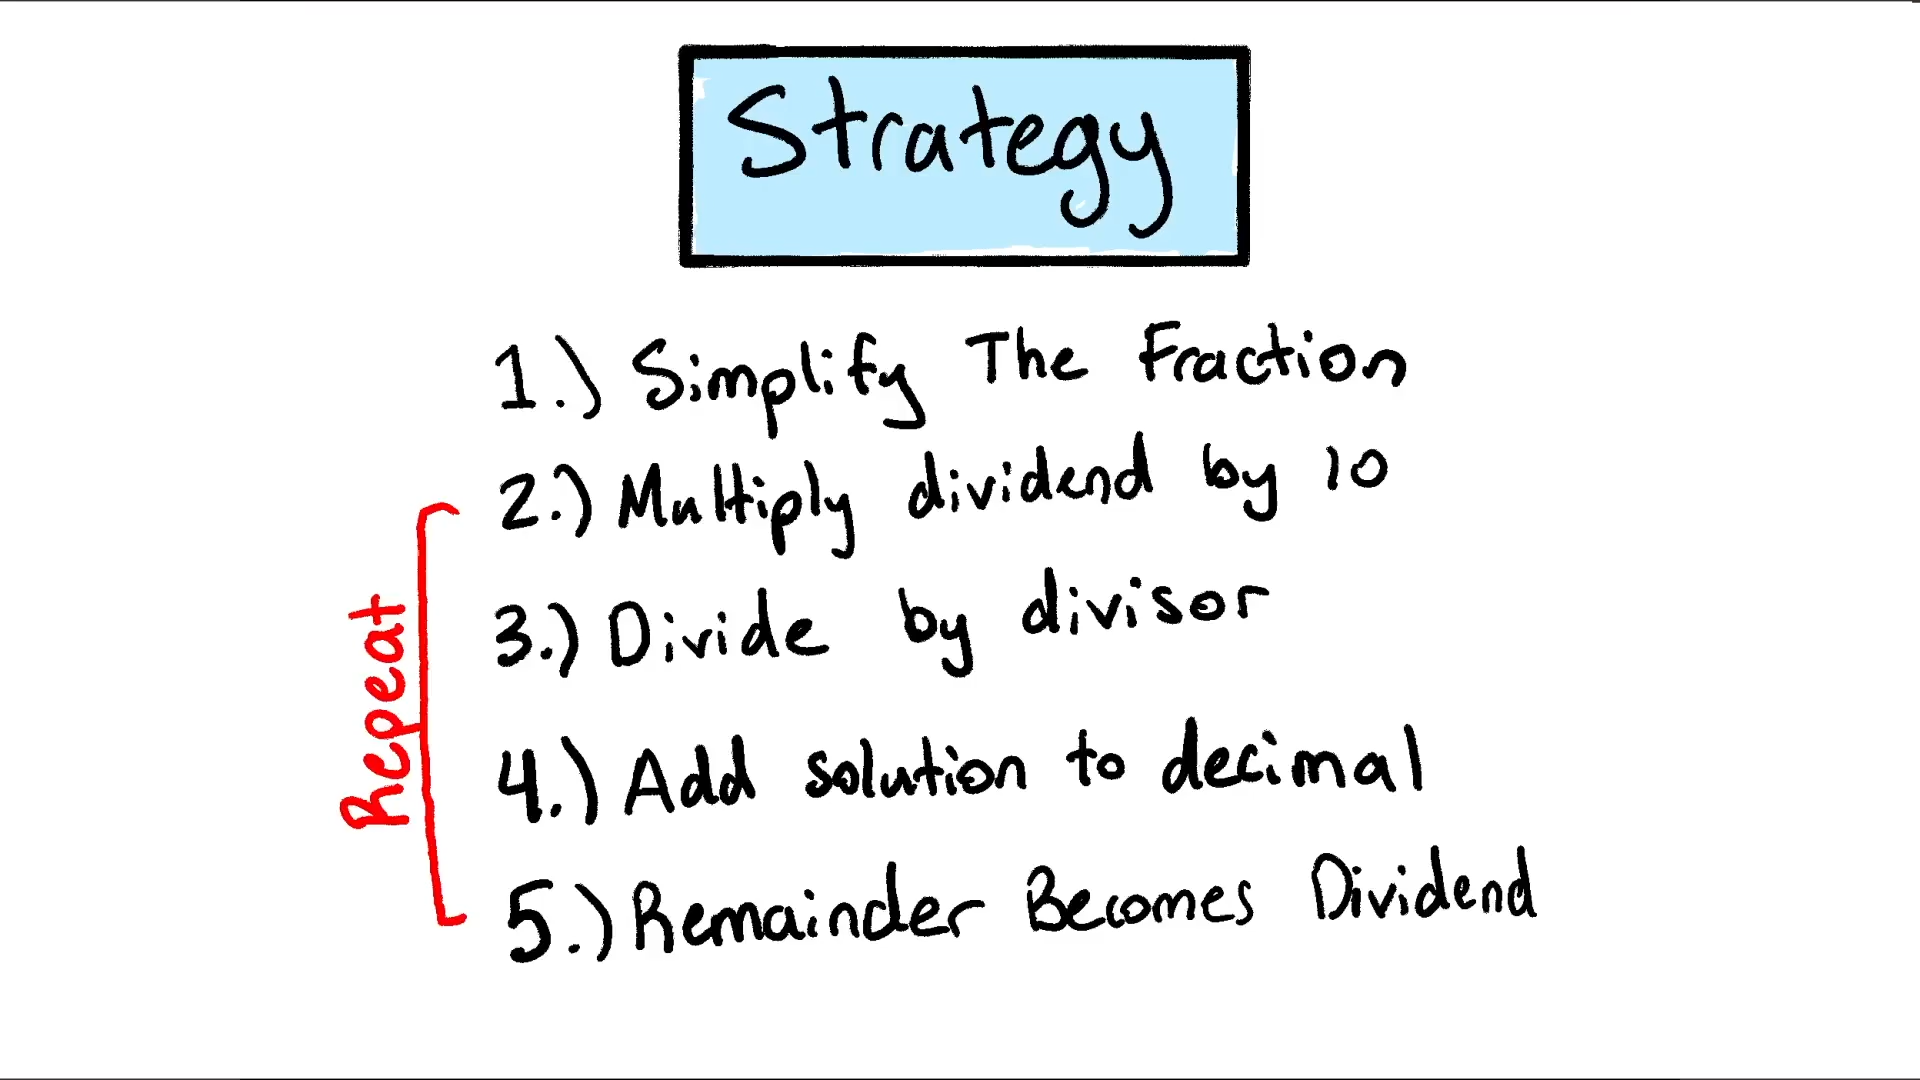 Strategy
1.) Simplify The Fraction
2.) Multiply dividend by 10
3.) Divide by divisor
4.) Add solution to decimal
5.) Remainder Becomes Dividend
Repeat